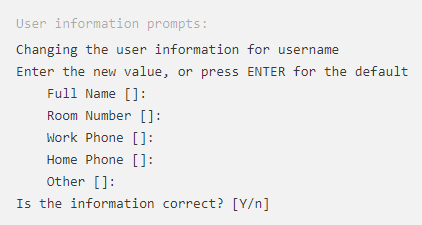 User information prompts:
Changing the user information for username
Enter the new value, or press ENTER for the default
    Full Name []:
    Room Number []:
    Work Phone []:
    Home Phone []:
    Other []:
Is the information correct? [Y/n]